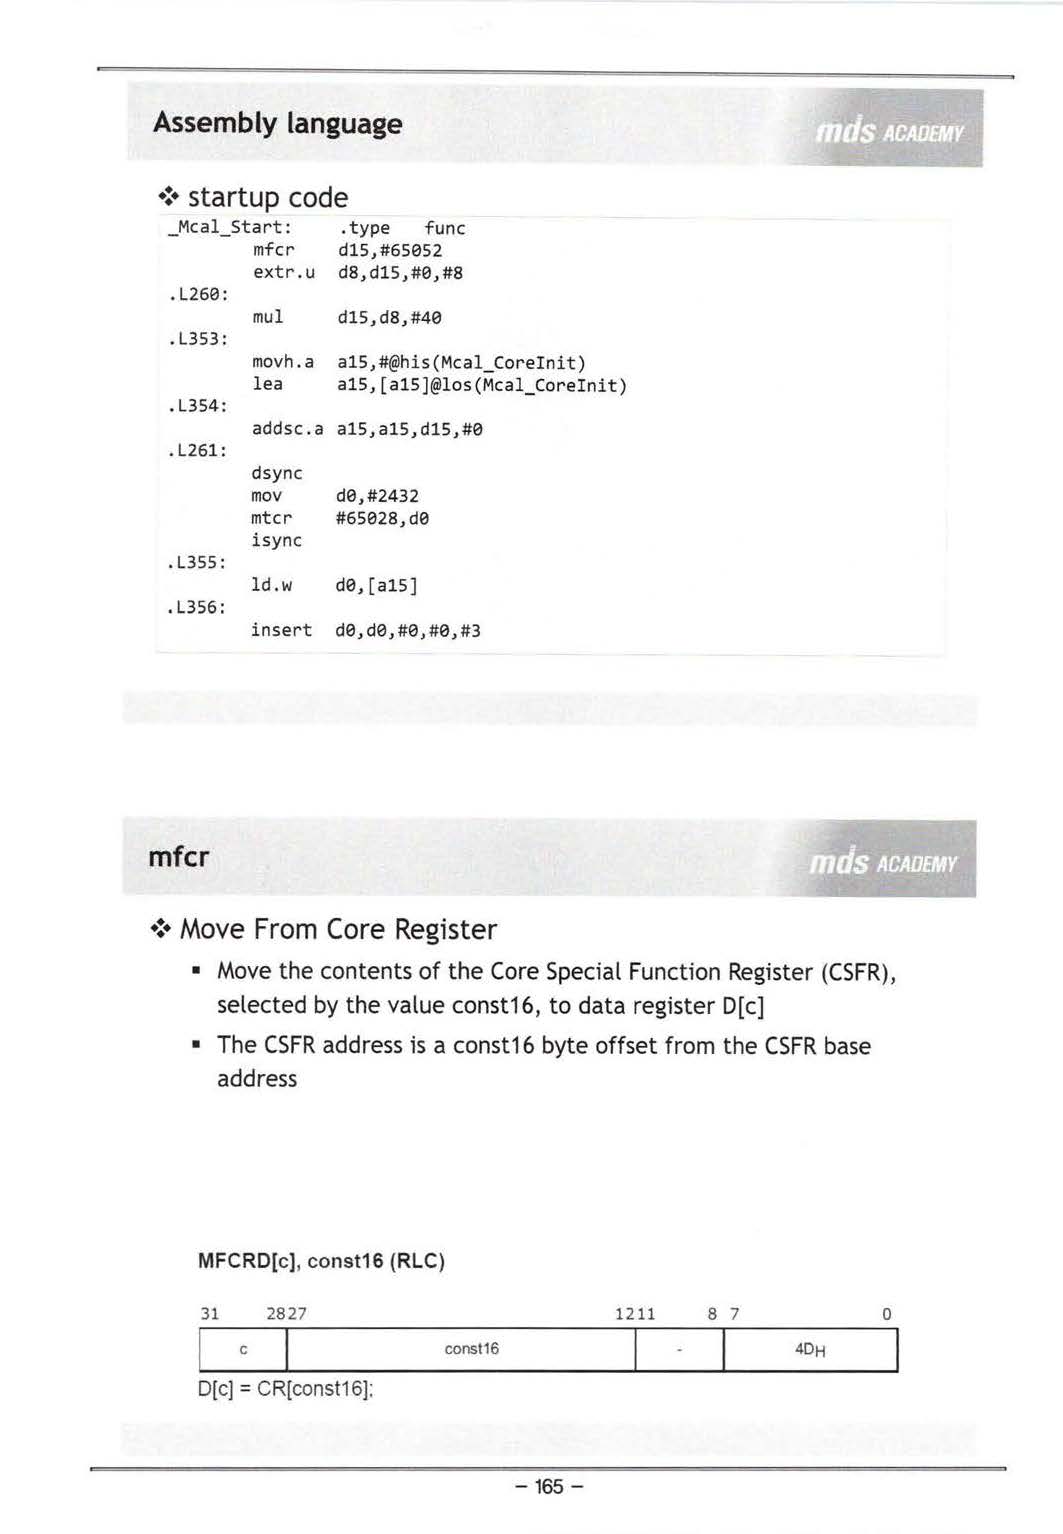 Assembly language
mds ACADEMY
startup code
_Mcal_Start: .type func
mfcr d15,#65052
extr.u d8,d15,#0,#8
.L260:
mul d15,d8,#40
.L353:
movh.a a15,#@his(Mcal_CoreInit)
lea a15,[a15]@los(Mcal_CoreInit)
.L354:
addsc.a a15,a15,d15,#0
.L261:
dsync
mov d0,#2432
mtcr #65028,d0
isync
.L355:
ld.w d0,[a15]
.L356:
insert d0,d0,#0,#0,#3
mfcr
mds ACADEMY
Move From Core Register
Move the contents of the Core Special Function Register (CSFR),
selected by the value const16, to data register D[c]
The CSFR address is a const16 byte offset from the CSFR base
address
MFCRD[c], const16 (RLC)
31 2827 1211 8 7 0
c const16 - 4DH
D[c] = CR[const16];
- 165 -